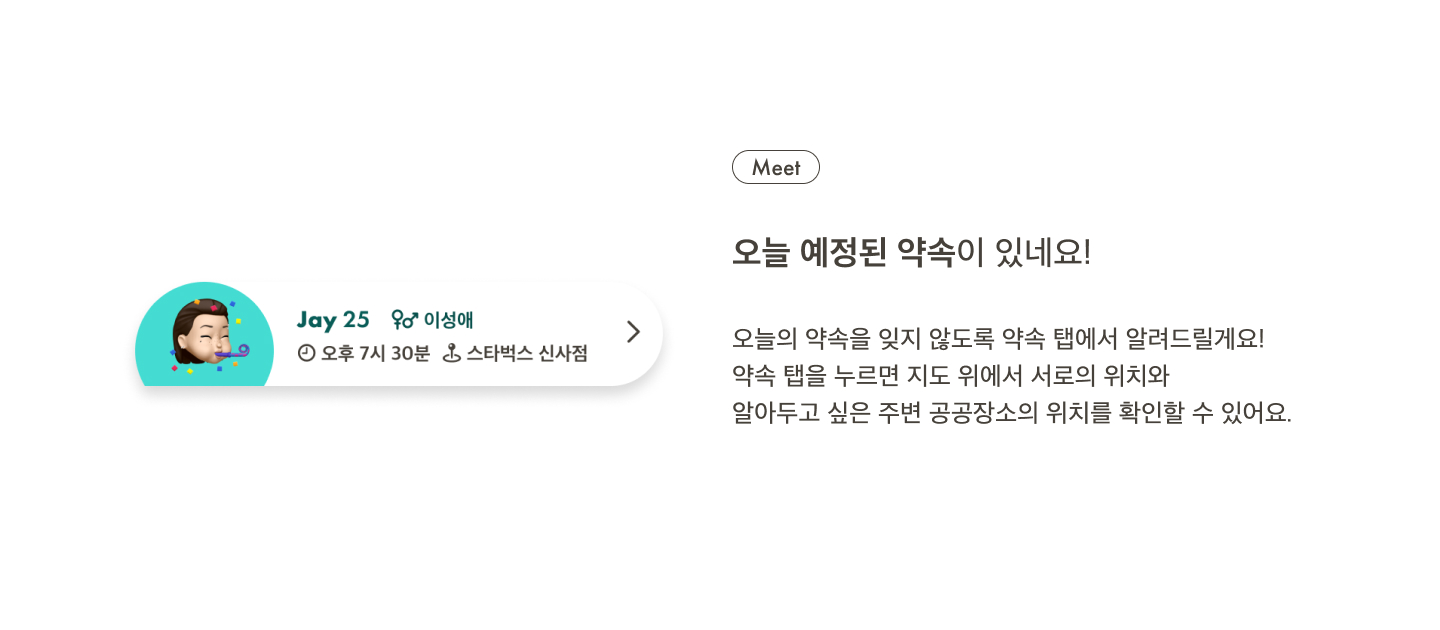 Meet
오늘 예정된 약속이 있네요!
Jay 25 이성애
오후 7시 30분 스타벅스 신사점
오늘의 약속을 잊지 않도록 약속 탭에서 알려드릴게요!
약속 탭을 누르면 지도 위에서 서로의 위치와
알아두고 싶은 주변 공공장소의 위치를 확인할 수 있어요.